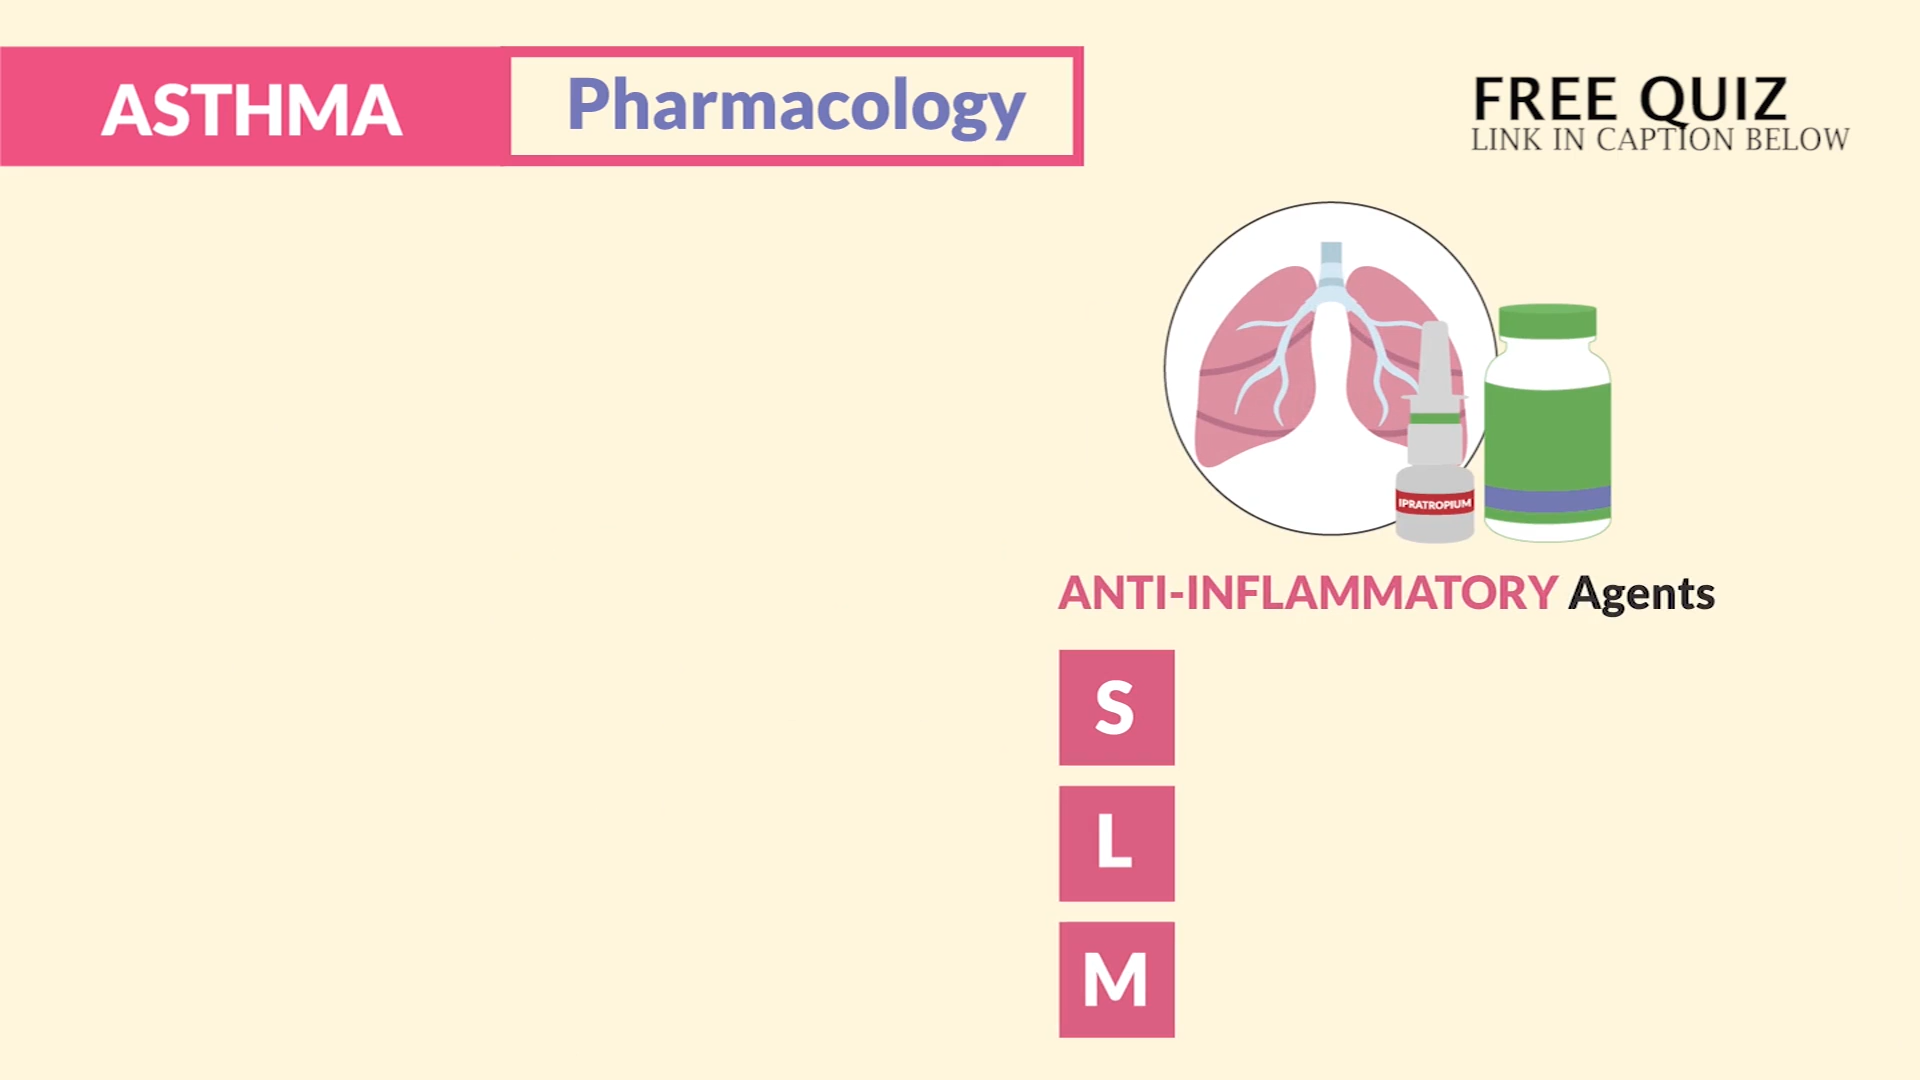 ASTHMA
Pharmacology
FREE QUIZ
LINK IN CAPTION BELOW
IPRATROPIUM
ANTI-INFLAMMATORY Agents
S
L
M